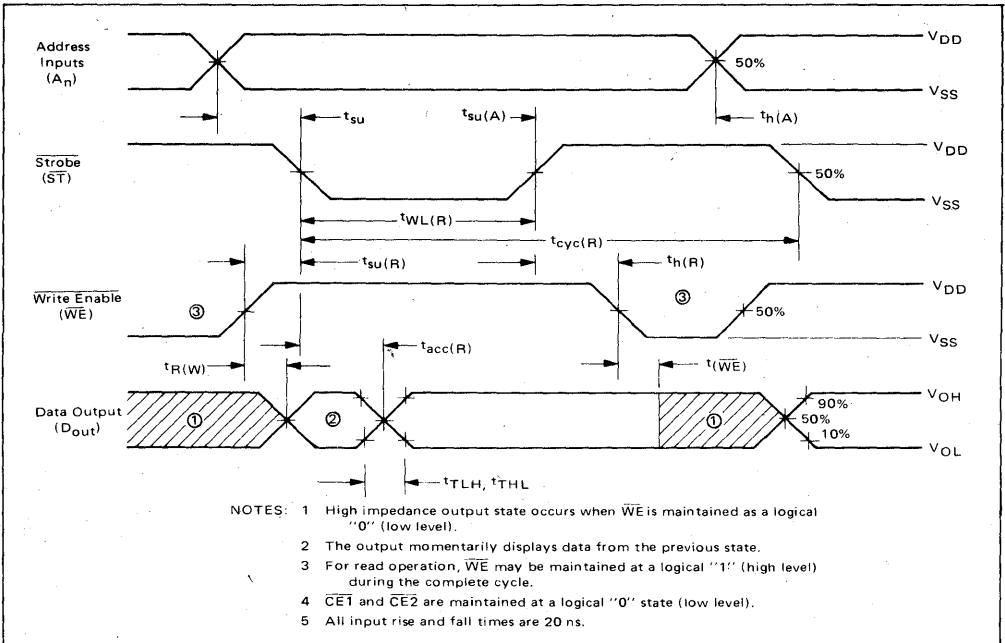 Address
Inputs
(An)
VDD
50%
VSS
tsu
tsu(A)
th(A)
Strobe
(ST)
VDD
50%
VSS
tWL(R)
tcyc(R)
tsu(R)
th(R)
Write Enable
(WE)
③
③
VDD
50%
VSS
tR(W)
tacc(R)
t(WE)
Data Output
(Dout)
①
②
①
VOH
90%
50%
10%
VOL
tTLH, tTHL
NOTES: 1 High impedance output state occurs when WE is maintained as a logical
"0" (low level).
2 The output momentarily displays data from the previous state.
3 For read operation, WE may be maintained at a logical "1" (high level)
during the complete cycle.
4 CE1 and CE2 are maintained at a logical "0" state (low level).
5 All input rise and fall times are 20 ns.